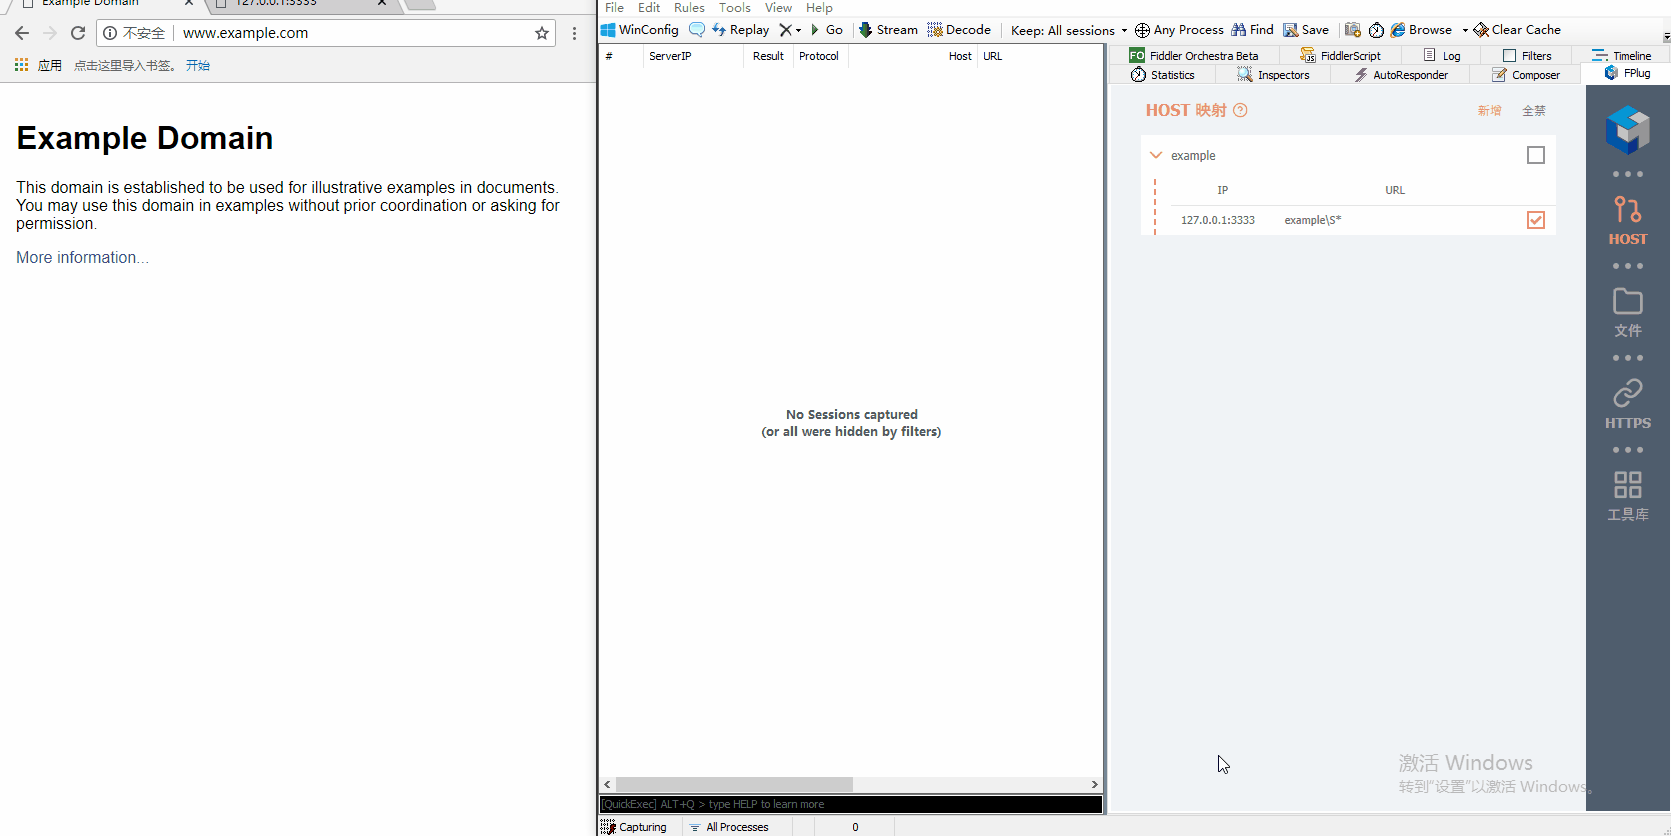 Example Domain
127.0.0.1:3333
不安全
www.example.com
应用 点击这里导入书签。 开始
Example Domain
This domain is established to be used for illustrative examples in documents.
You may use this domain in examples without prior coordination or asking for
permission.
More information...
File Edit Rules Tools View Help
WinConfig Replay Go Stream Decode Keep: All sessions Any Process Find Save Browse Clear Cache
# ServerIP Result Protocol Host URL
No Sessions captured
(or all were hidden by filters)
[QuickExec] ALT+Q > type HELP to learn more
Capturing All Processes 0
FO Fiddler Orchestra Beta FiddlerScript Log Filters Timeline
Statistics Inspectors AutoResponder Composer FPlug
HOST 映射 ? 新增 全禁
example
IP URL
127.0.0.1:3333 example\S*
HOST
文件
HTTPS
工具库
激活 Windows
转到"设置"以激活 Windows。